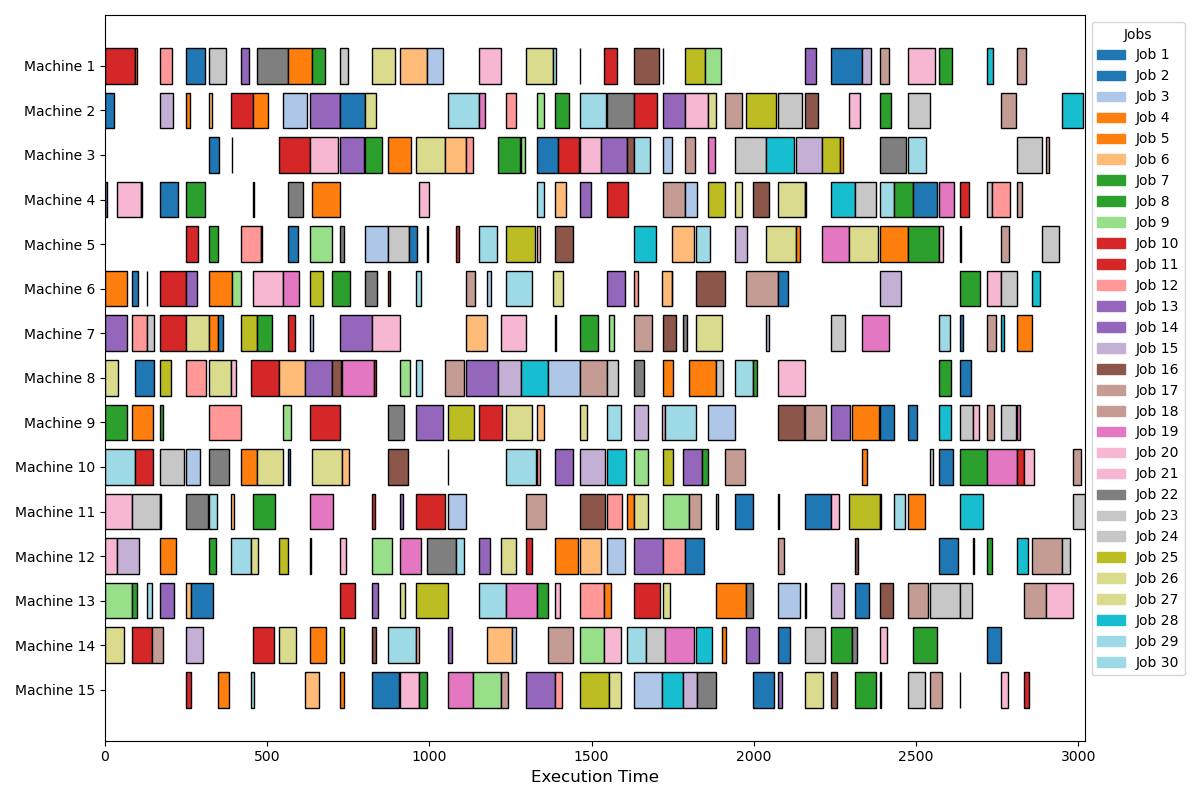 Machine 1
Machine 2
Machine 3
Machine 4
Machine 5
Machine 6
Machine 7
Machine 8
Machine 9
Machine 10
Machine 11
Machine 12
Machine 13
Machine 14
Machine 15
0 500 1000 1500 2000 2500 3000
Execution Time
Jobs
Job 1
Job 2
Job 3
Job 4
Job 5
Job 6
Job 7
Job 8
Job 9
Job 10
Job 11
Job 12
Job 13
Job 14
Job 15
Job 16
Job 17
Job 18
Job 19
Job 20
Job 21
Job 22
Job 23
Job 24
Job 25
Job 26
Job 27
Job 28
Job 29
Job 30